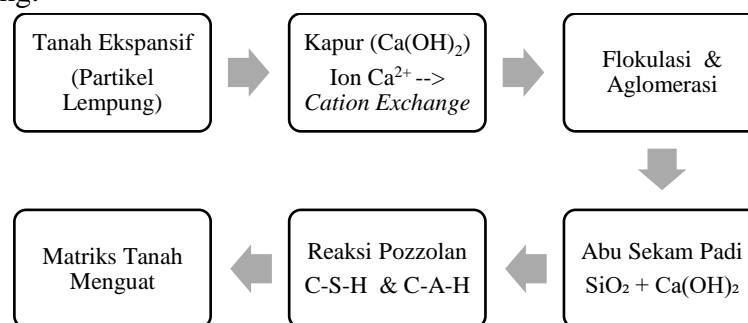 ng.
Tanah Ekspansif
(Partikel
Lempung)
Kapur (Ca(OH)₂)
Ion Ca²⁺ -->
Cation Exchange
Flokulasi &
Aglomerasi
Abu Sekam Padi
SiO₂ + Ca(OH)₂
Reaksi Pozzolan
C-S-H & C-A-H
Matriks Tanah
Menguat